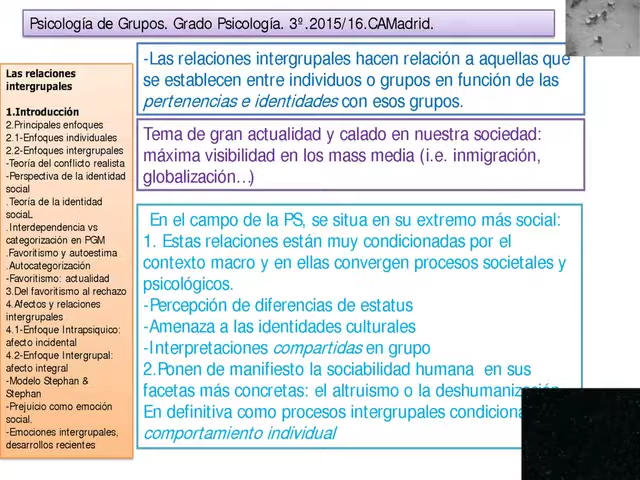 Psicología de Grupos. Grado Psicología. 3º.2015/16.CAMadrid.
Las relaciones
intergrupales
1.Introducción
2.Principales enfoques
2.1-Enfoques individuales
2.2-Enfoques intergrupales
-Teoría del conflicto realista
-Perspectiva de la identidad
social
.Teoría de la identidad
sociaL
.Interdependencia vs
categorización en PGM
.Favoritismo y autoestima
.Autocategorización
-Favoritismo: actualidad
3.Del favoritismo al rechazo
4.Afectos y relaciones
intergrupales
4.1-Enfoque Intrapsiquico:
afecto incidental
4.2-Enfoque Intergrupal:
afecto integral
-Modelo Stephan &
Stephan
-Prejuicio como emoción
social.
-Emociones intergrupales,
desarrollos recientes
-Las relaciones intergrupales hacen relación a aquellas que
se establecen entre individuos o grupos en función de las
pertenencias e identidades con esos grupos.
Tema de gran actualidad y calado en nuestra sociedad:
máxima visibilidad en los mass media (i.e. inmigración,
globalización...)
En el campo de la PS, se situa en su extremo más social:
1. Estas relaciones están muy condicionadas por el
contexto macro y en ellas convergen procesos societales y
psicológicos.
-Percepción de diferencias de estatus
-Amenaza a las identidades culturales
-Interpretaciones compartidas en grupo
2.Ponen de manifiesto la sociabilidad humana en sus
facetas más concretas: el altruismo o la deshumanización
En definitiva como procesos intergrupales
comportamiento individual